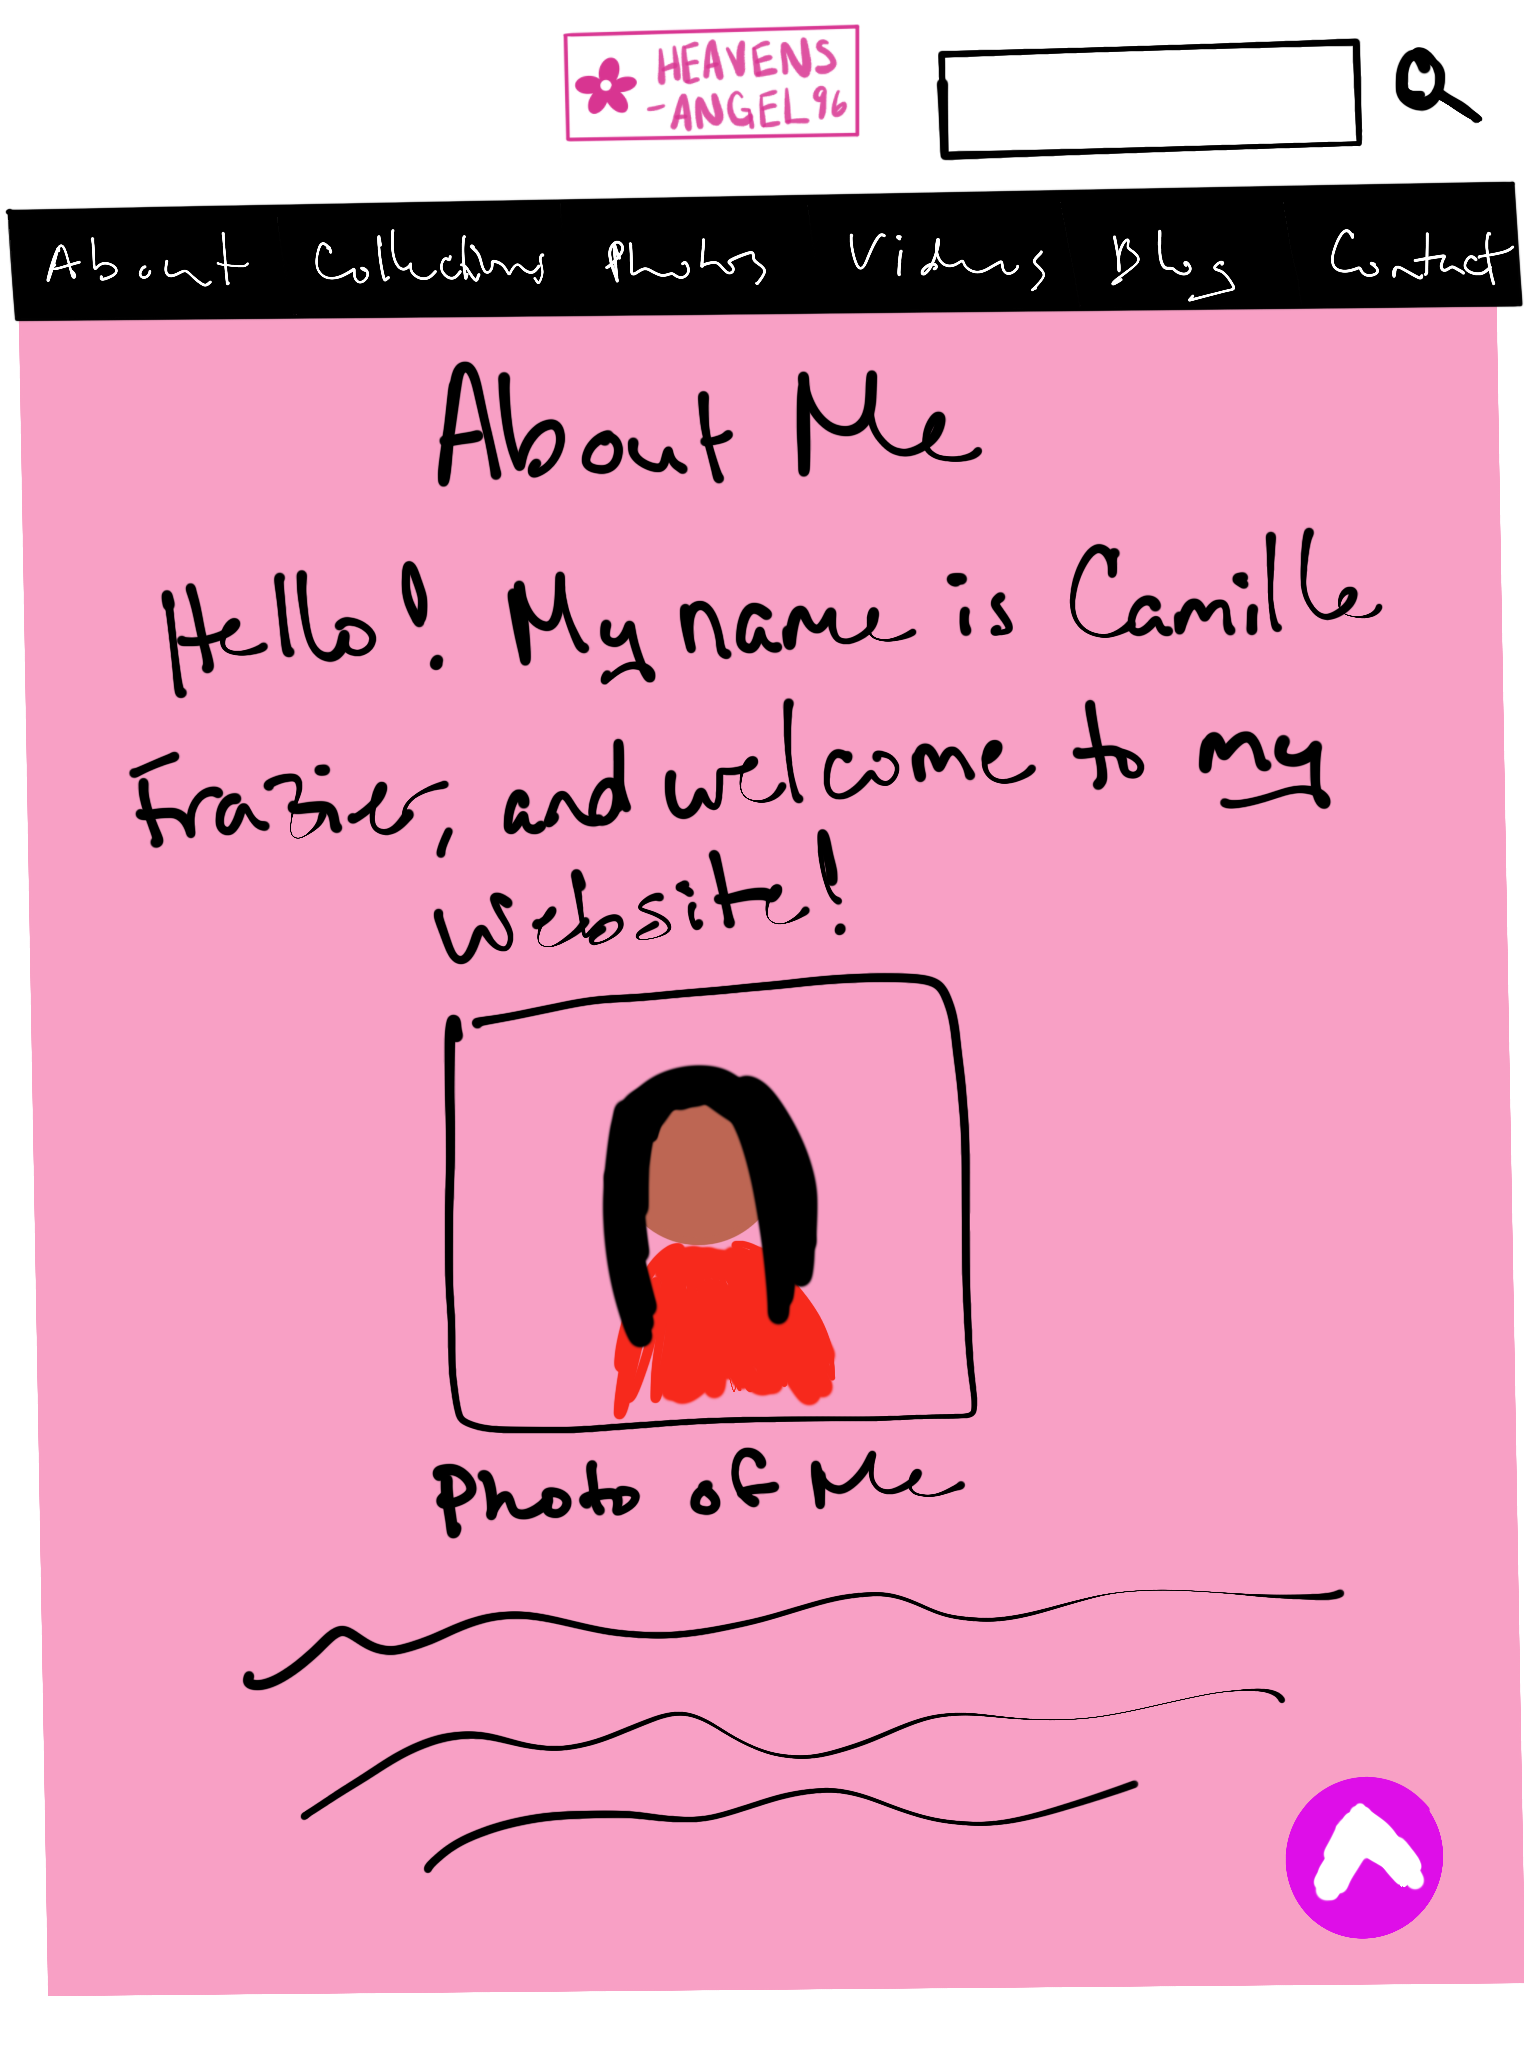 HEAVENS
-ANGEL96
About Collections Photos Videos Blog Contact
About Me
Hello! My name is Camille
Frazier, and welcome to my
website!
Photo of Me